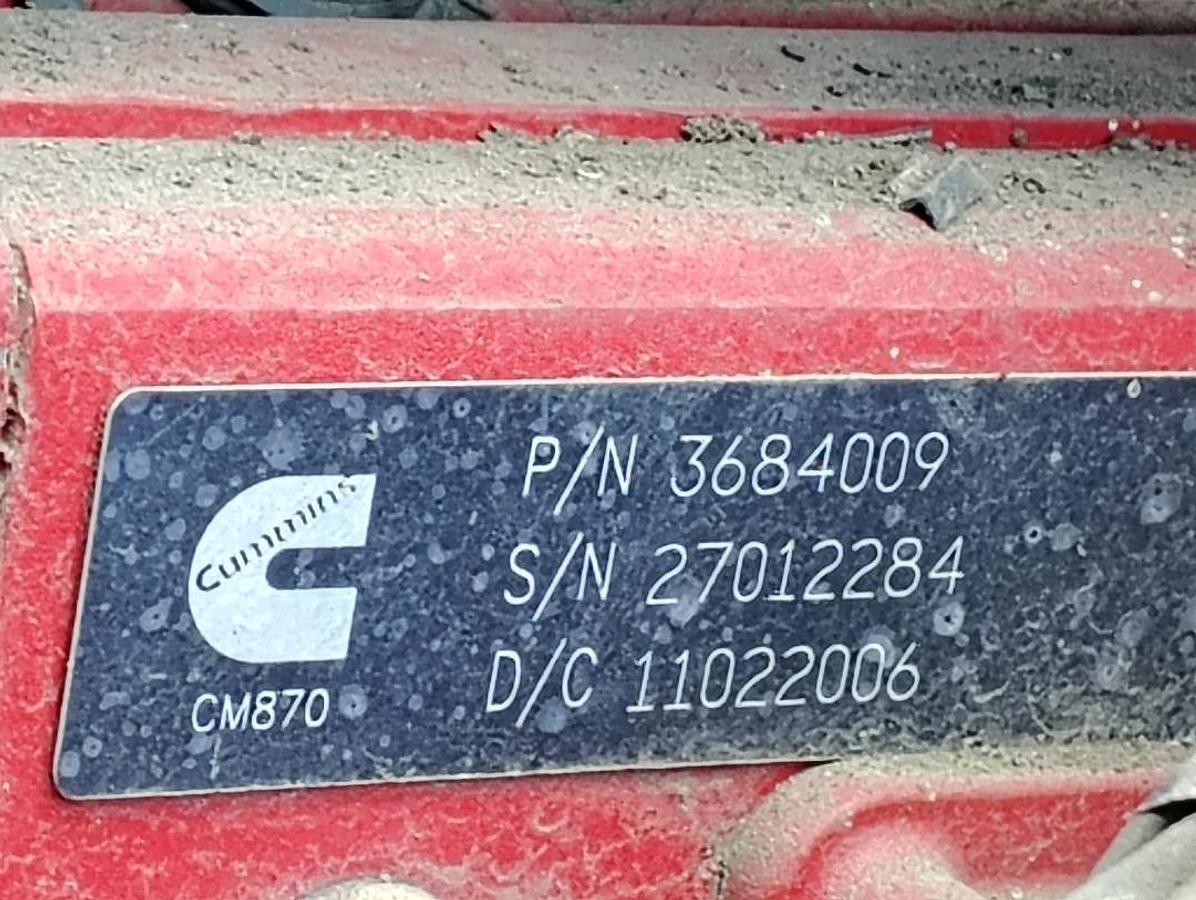 Cummins
CM870
P/N 3684009
S/N 27012284
D/C 11022006